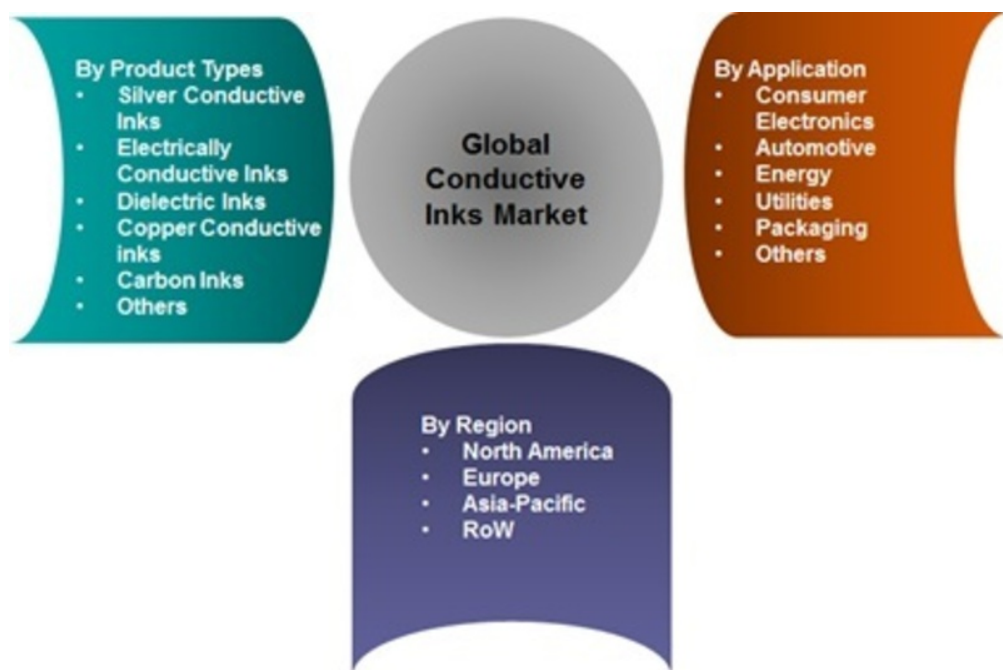 By Product Types
• Silver Conductive
Inks
• Electrically
Conductive Inks
• Dielectric Inks
• Copper Conductive
inks
• Carbon Inks
• Others
Global
Conductive
Inks Market
By Application
• Consumer
Electronics
• Automotive
• Energy
• Utilities
• Packaging
• Others
By Region
• North America
• Europe
• Asia-Pacific
• RoW